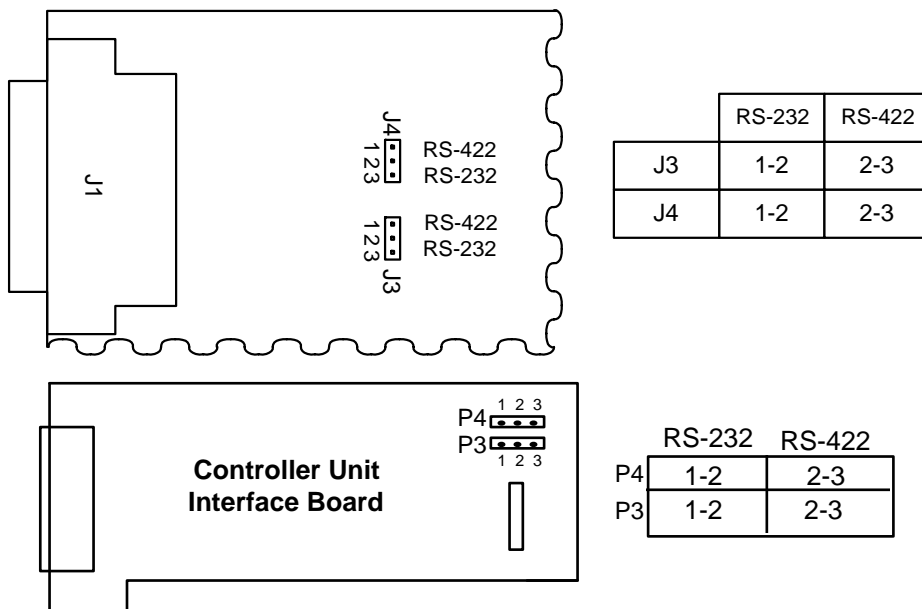 J1
J4
1 2 3
RS-422
RS-232
1 2 3
RS-422
RS-232
J3
RS-232 RS-422
J3 1-2 2-3
J4 1-2 2-3
Controller Unit
Interface Board
1 2 3
P4
P3
1 2 3
RS-232 RS-422
P4 1-2 2-3
P3 1-2 2-3